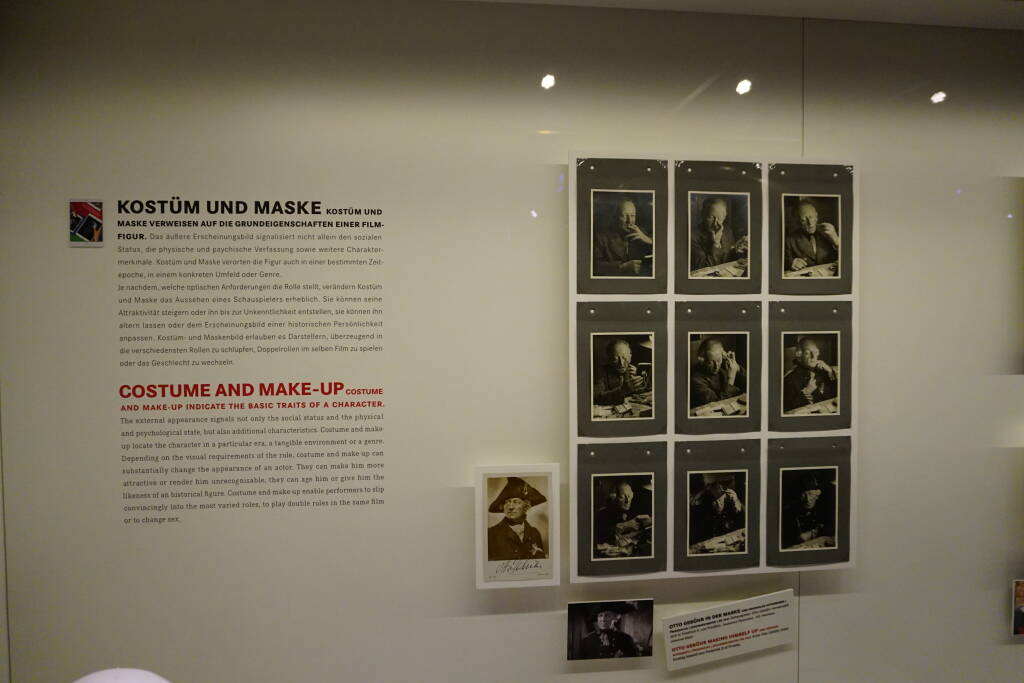 KOSTÜM UND MASKE KOSTÜM UND
MASKE VERWEISEN AUF DIE GRUNDEIGENSCHAFTEN EINER FILM-
FIGUR. Das äußere Erscheinungsbild signalisiert nicht allein den sozialen
Status, die physische und psychische Verfassung sowie weitere Charakter-
merkmale. Kostüm und Maske verorten die Figur auch in einer bestimmten Zeit-
epoche, in einem konkreten Umfeld oder Genre.
Je nachdem, welche optischen Anforderungen die Rolle stellt, verändern Kostüm
und Maske das Aussehen eines Schauspielers erheblich. Sie können seine
Attraktivität steigern oder ihn bis zur Unkenntlichkeit entstellen, sie können ihn
altern lassen oder dem Erscheinungsbild einer historischen Persönlichkeit
anpassen. Kostüm- und Maskenbild erlauben es Darstellern, überzeugend in
die verschiedensten Rollen zu schlüpfen, Doppelrollen im selben Film zu spielen
oder das Geschlecht zu wechseln.
COSTUME AND MAKE-UP COSTUME
AND MAKE-UP INDICATE THE BASIC TRAITS OF A CHARACTER.
The external appearance signals not only the social status and the physical
and psychological state, but also additional characteristics. Costume and make-
up locate the character in a particular era, a tangible environment or a genre.
Depending on the visual requirements of the role, costume and make-up can
substantially change the appearance of an actor. They can make him more
attractive or render him unrecognisable, they can age him or give him the
likeness of an historical figure. Costume and make-up enable performers to slip
convincingly into the most varied roles, to play double roles in the same film
or to change sex.
OTTO GEBÜHR IN DER MASKE
OTTO GEBÜHR MAKING HIMSELF UP